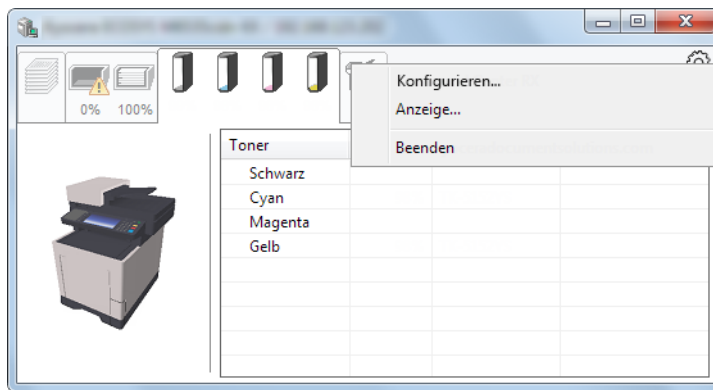 0% 100%
Konfigurieren...
Anzeige...
Beenden
Toner
Schwarz
Cyan
Magenta
Gelb